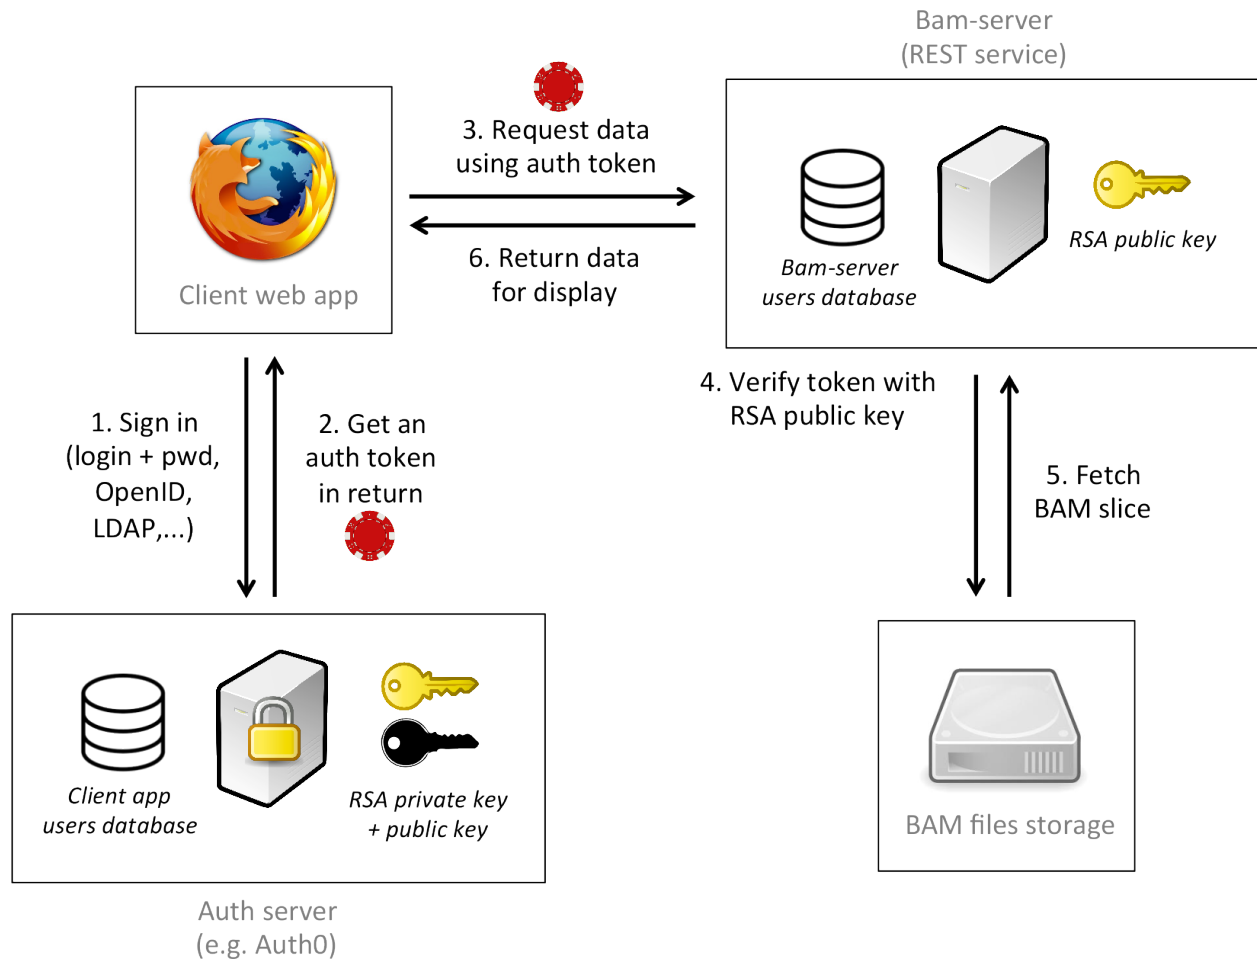 Bam-server
(REST service)
3. Request data
using auth token
RSA public key
Bam-server
users database
6. Return data
for display
Client web app
4. Verify token with
RSA public key
1. Sign in
(login + pwd,
OpenID,
LDAP,...)
2. Get an
auth token
in return
5. Fetch
BAM slice
Client app
users database
RSA private key
+ public key
BAM files storage
Auth server
(e.g. Auth0)